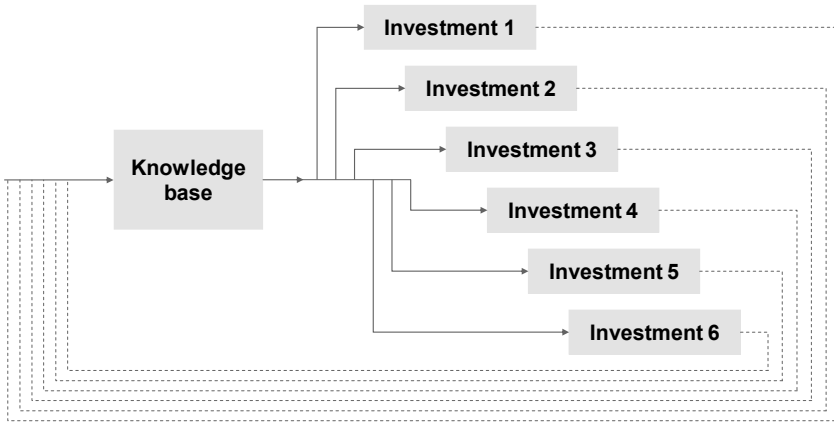 Investment 1
Investment 2
Investment 3
Knowledge
base
Investment 4
Investment 5
Investment 6